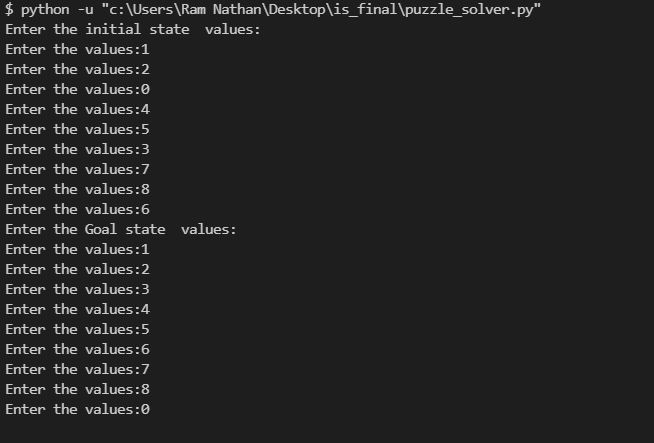 $ python -u "c:\Users\Ram Nathan\Desktop\is_final\puzzle_solver.py"
Enter the initial state  values:
Enter the values:1
Enter the values:2
Enter the values:0
Enter the values:4
Enter the values:5
Enter the values:3
Enter the values:7
Enter the values:8
Enter the values:6
Enter the Goal state  values:
Enter the values:1
Enter the values:2
Enter the values:3
Enter the values:4
Enter the values:5
Enter the values:6
Enter the values:7
Enter the values:8
Enter the values:0